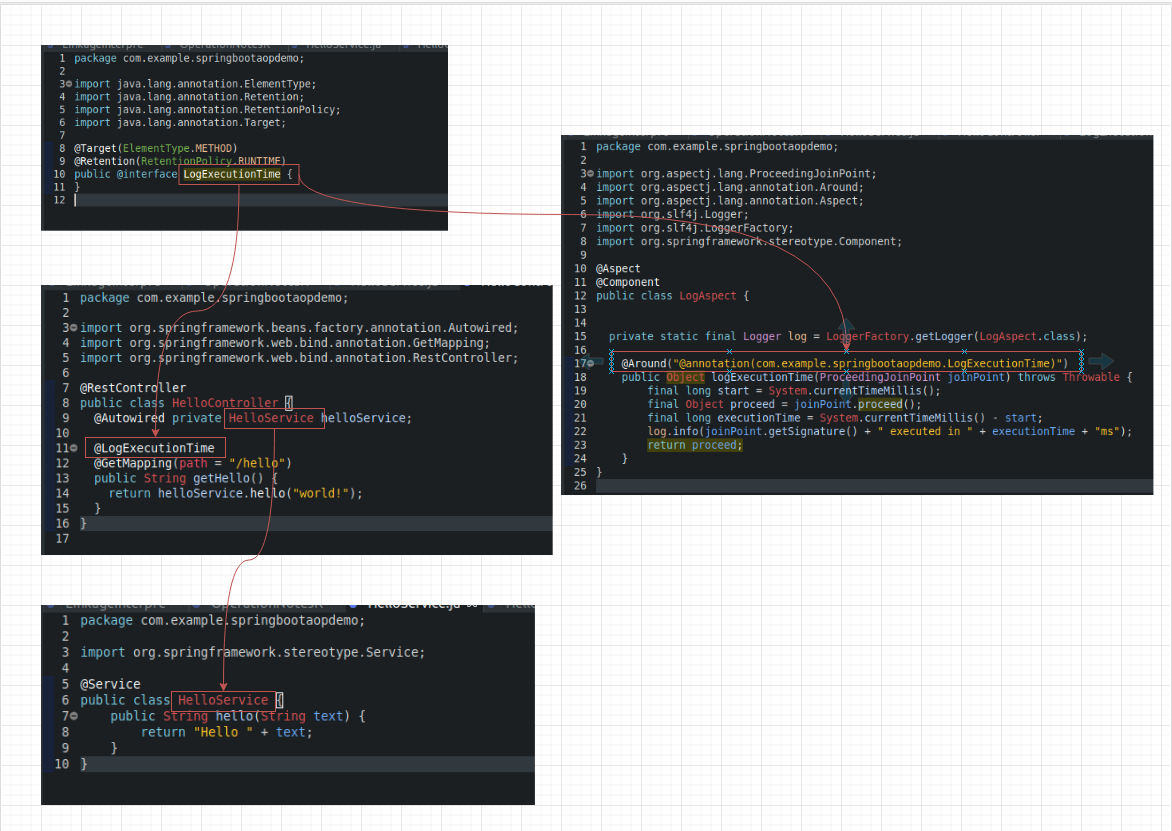 1 package com.example.springbootaopdemo;
2
3 import java.lang.annotation.ElementType;
4 import java.lang.annotation.Retention;
5 import java.lang.annotation.RetentionPolicy;
6 import java.lang.annotation.Target;
7
8 @Target(ElementType.METHOD)
9 @Retention(RetentionPolicy.RUNTIME)
10 public @interface LogExecutionTime {
11 }
12
1 package com.example.springbootaopdemo;
2
3 import org.aspectj.lang.ProceedingJoinPoint;
4 import org.aspectj.lang.annotation.Around;
5 import org.aspectj.lang.annotation.Aspect;
6 import org.slf4j.Logger;
7 import org.slf4j.LoggerFactory;
8 import org.springframework.stereotype.Component;
9
10 @Aspect
11 @Component
12 public class LogAspect {
13
14
15 private static final Logger log = LoggerFactory.getLogger(LogAspect.class);
16
17 @Around("@annotation(com.example.springbootaopdemo.LogExecutionTime)")
18 public Object logExecutionTime(ProceedingJoinPoint joinPoint) throws Throwable {
19 final long start = System.currentTimeMillis();
20 final Object proceed = joinPoint.proceed();
21 final long executionTime = System.currentTimeMillis() - start;
22 log.info(joinPoint.getSignature() + " executed in " + executionTime + "ms");
23 return proceed;
24 }
25 }
26
1 package com.example.springbootaopdemo;
2
3 import org.springframework.beans.factory.annotation.Autowired;
4 import org.springframework.web.bind.annotation.GetMapping;
5 import org.springframework.web.bind.annotation.RestController;
6
7 @RestController
8 public class HelloController {
9 @Autowired private HelloService helloService;
10
11 @LogExecutionTime
12 @GetMapping(path = "/hello")
13 public String getHello() {
14 return helloService.hello("world!");
15 }
16 }
17
1 package com.example.springbootaopdemo;
2
3 import org.springframework.stereotype.Service;
4
5 @Service
6 public class HelloService {
7 public String hello(String text) {
8 return "Hello " + text;
9 }
10 }